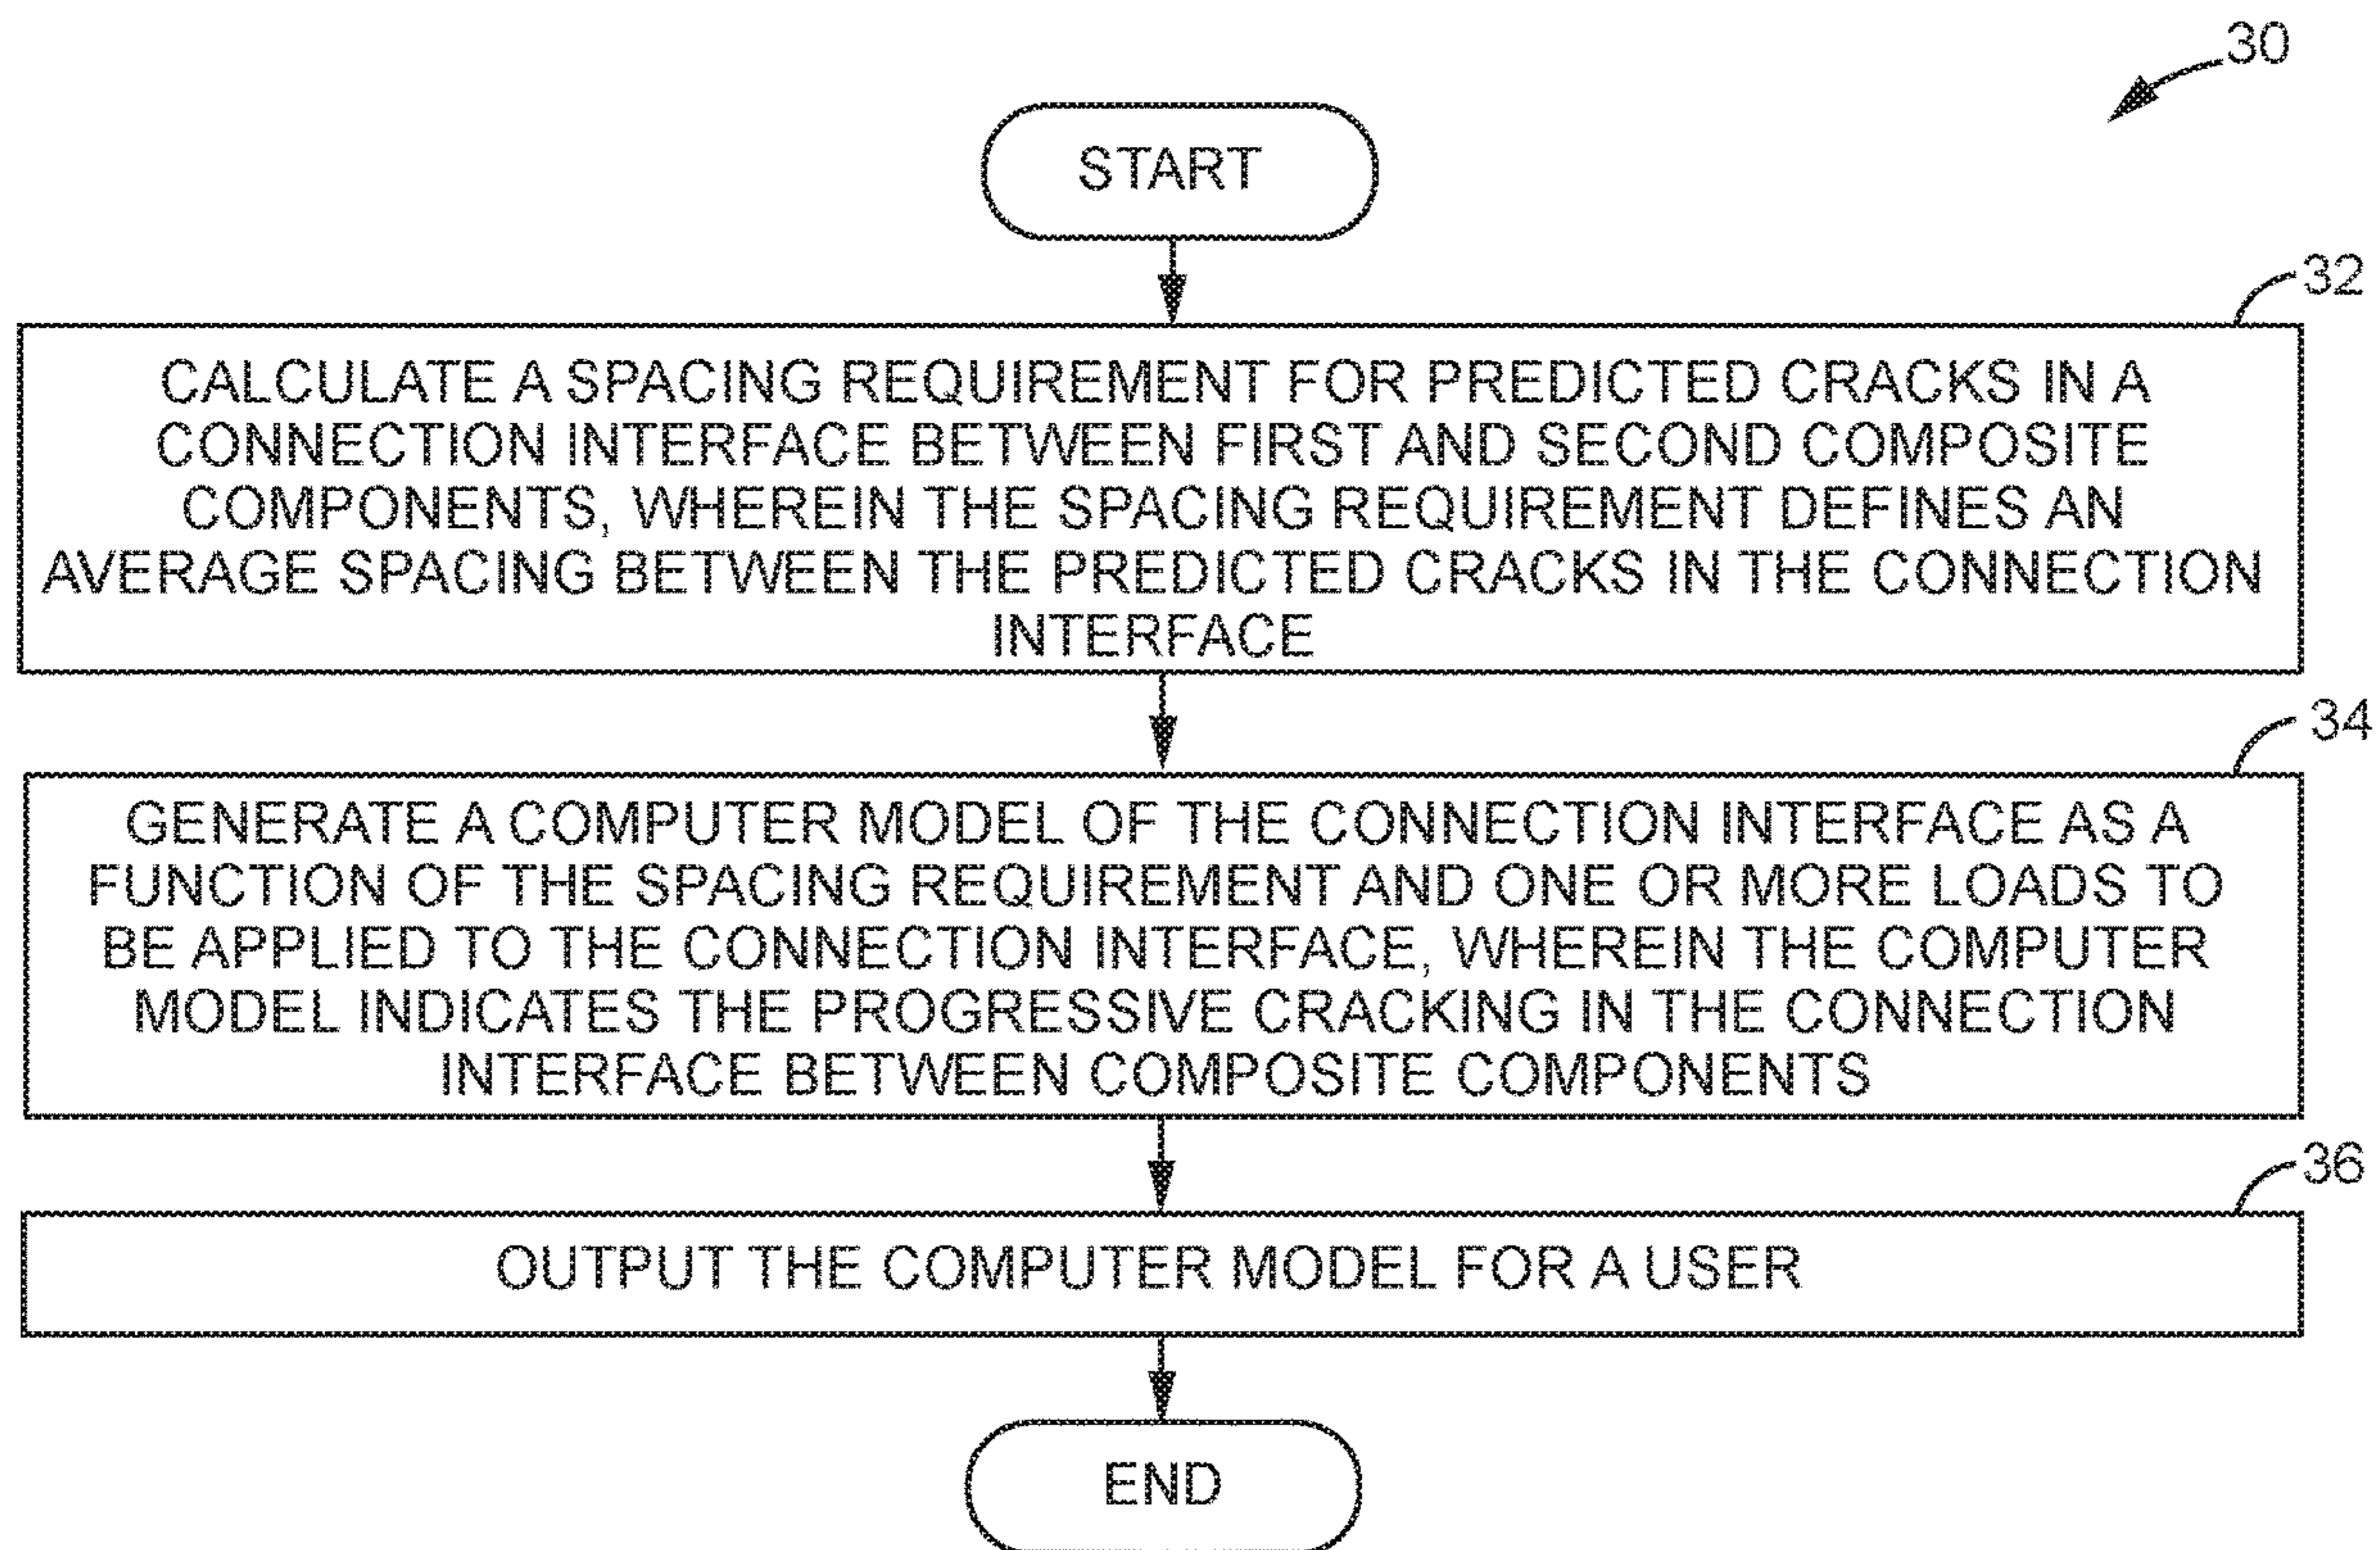 30
START
32
CALCULATE A SPACING REQUIREMENT FOR PREDICTED CRACKS IN A
CONNECTION INTERFACE BETWEEN FIRST AND SECOND COMPOSITE
COMPONENTS, WHEREIN THE SPACING REQUIREMENT DEFINES AN
AVERAGE SPACING BETWEEN THE PREDICTED CRACKS IN THE CONNECTION
INTERFACE
34
GENERATE A COMPUTER MODEL OF THE CONNECTION INTERFACE AS A
FUNCTION OF THE SPACING REQUIREMENT AND ONE OR MORE LOADS TO
BE APPLIED TO THE CONNECTION INTERFACE, WHEREIN THE COMPUTER
MODEL INDICATES THE PROGRESSIVE CRACKING IN THE CONNECTION
INTERFACE BETWEEN COMPOSITE COMPONENTS
36
OUTPUT THE COMPUTER MODEL FOR A USER
END